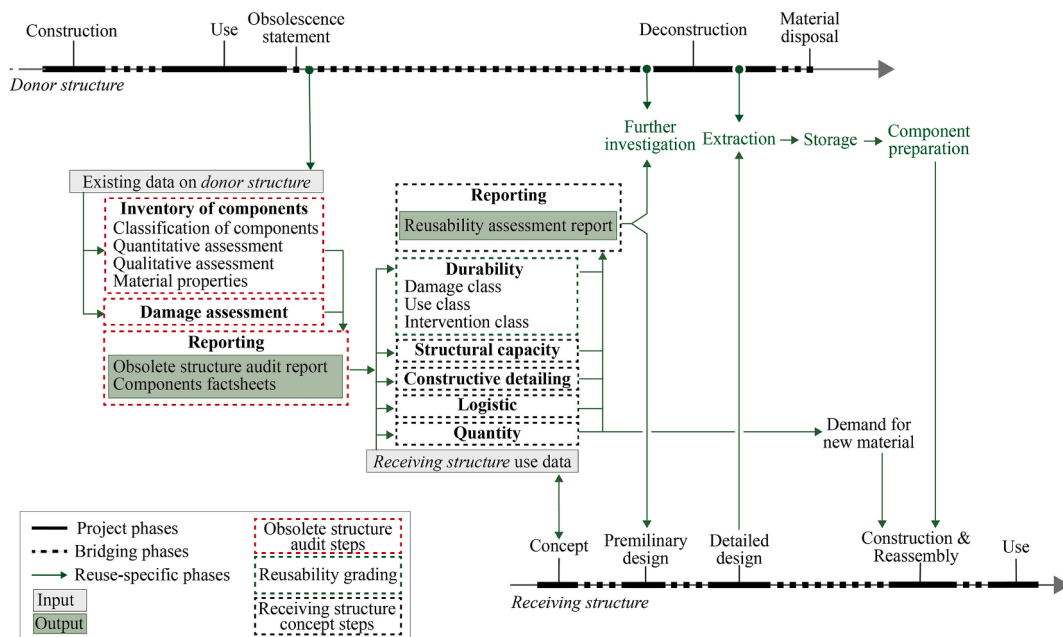 Construction
Use
Obsolescence
statement
Deconstruction
Material
disposal
Donor structure
Further
investigation
Extraction
Storage
Component
preparation
Existing data on donor structure
Inventory of components
Classification of components
Quantitative assessment
Qualitative assessment
Material properties
Damage assessment
Reporting
Obsolete structure audit report
Components factsheets
Reporting
Reusability assessment report
Durability
Damage class
Use class
Intervention class
Structural capacity
Constructive detailing
Logistic
Quantity
Receiving structure use data
Demand for
new material
Project phases
Bridging phases
Reuse-specific phases
Input
Output
Obsolete structure
audit steps
Reusability grading
Receiving structure
concept steps
Concept
Premilinary
design
Detailed
design
Construction &
Reassembly
Use
Receiving structure